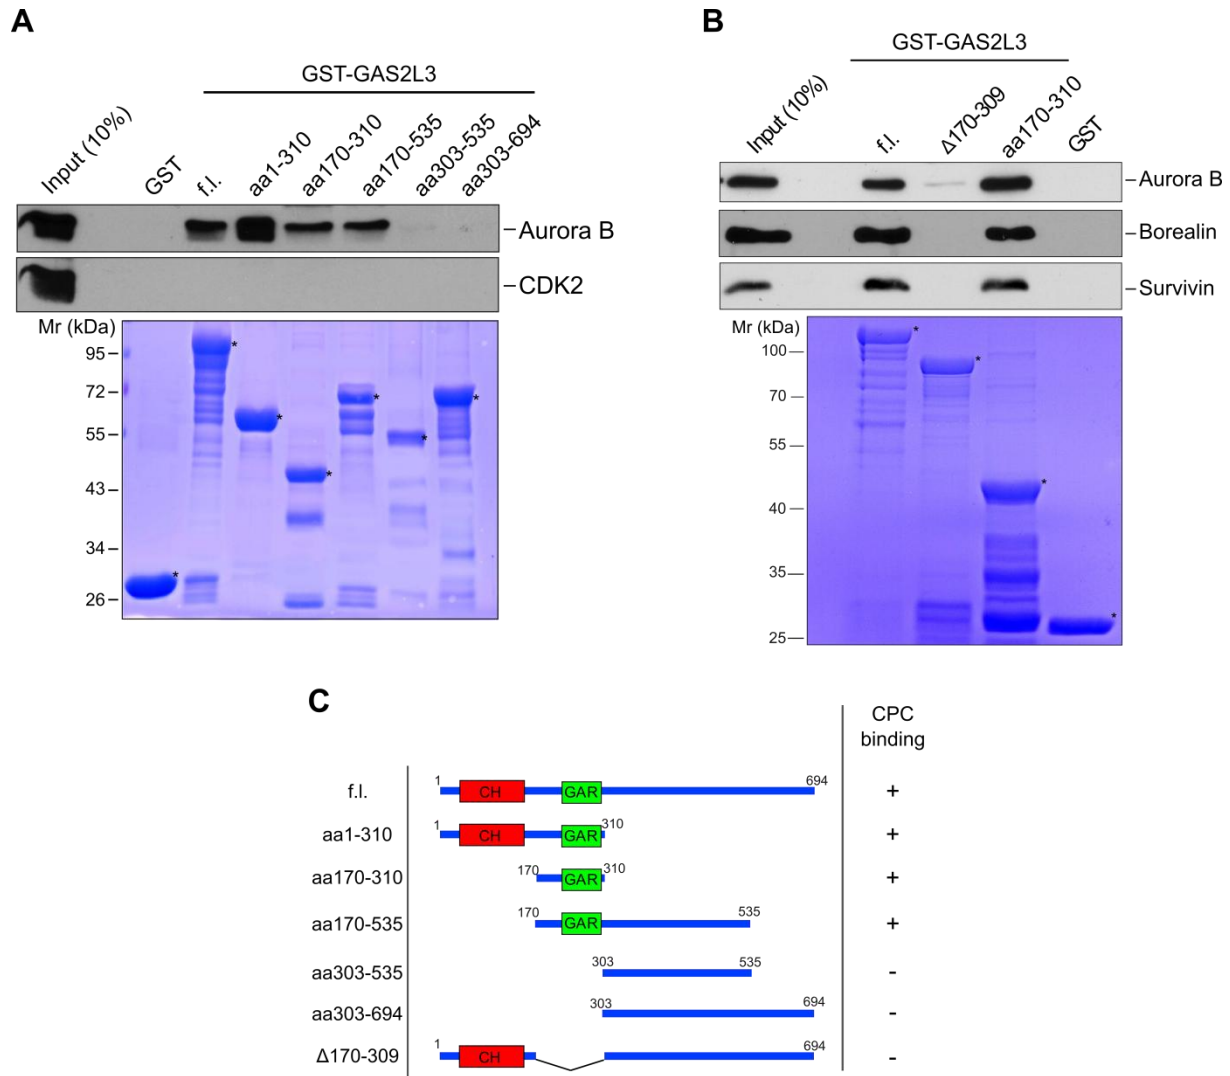 A
GST-GAS2L3
Input (10%)
GST
f.l.
aa1-310
aa170-310
aa170-535
aa303-535
aa303-694
Aurora B
CDK2
Mr (kDa)
95
72
55
43
34
26
*
*
*
*
*
*
*
B
GST-GAS2L3
Input (10%)
f.l.
Δ170-309
aa170-310
GST
Aurora B
Borealin
Survivin
Mr (kDa)
100
70
55
40
35
25
*
*
*
*
C
CPC
binding
f.l.
1 CH GAR 694
+
aa1-310
1 CH GAR 310
+
aa170-310
170 GAR 310
+
aa170-535
170 GAR 535
+
aa303-535
303 535
-
aa303-694
303 694
-
Δ170-309
1 CH 694
-